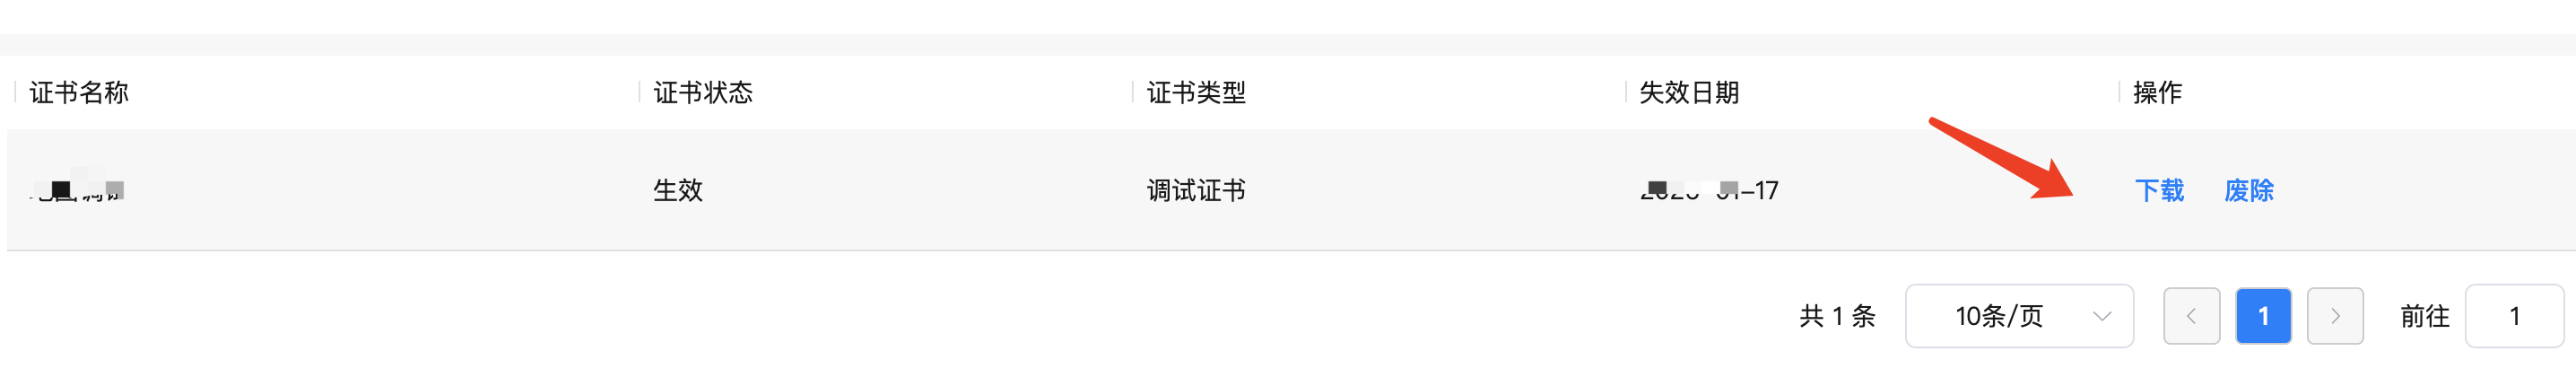 证书名称 证书状态 证书类型 失效日期 操作
生效 调试证书 下载 废除
共 1 条 10条/页 1 前往 1